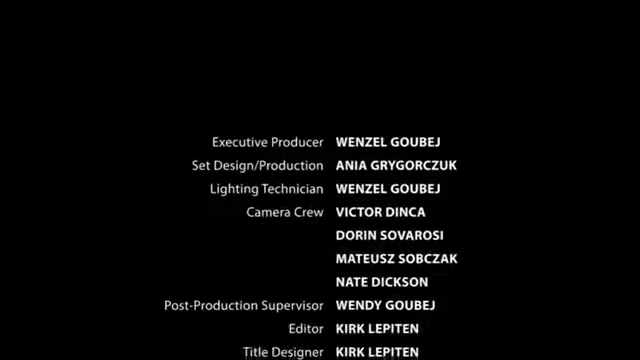 Executive Producer WENZEL GOUBEJ
Set Design/Production ANIA GRYGORCZUK
Lighting Technician WENZEL GOUBEJ
Camera Crew VICTOR DINCA
DORIN SOVAROSI
MATEUSZ SOBCZAK
NATE DICKSON
Post-Production Supervisor WENDY GOUBEJ
Editor KIRK LEPITEN
Title Designer KIRK LEPITEN